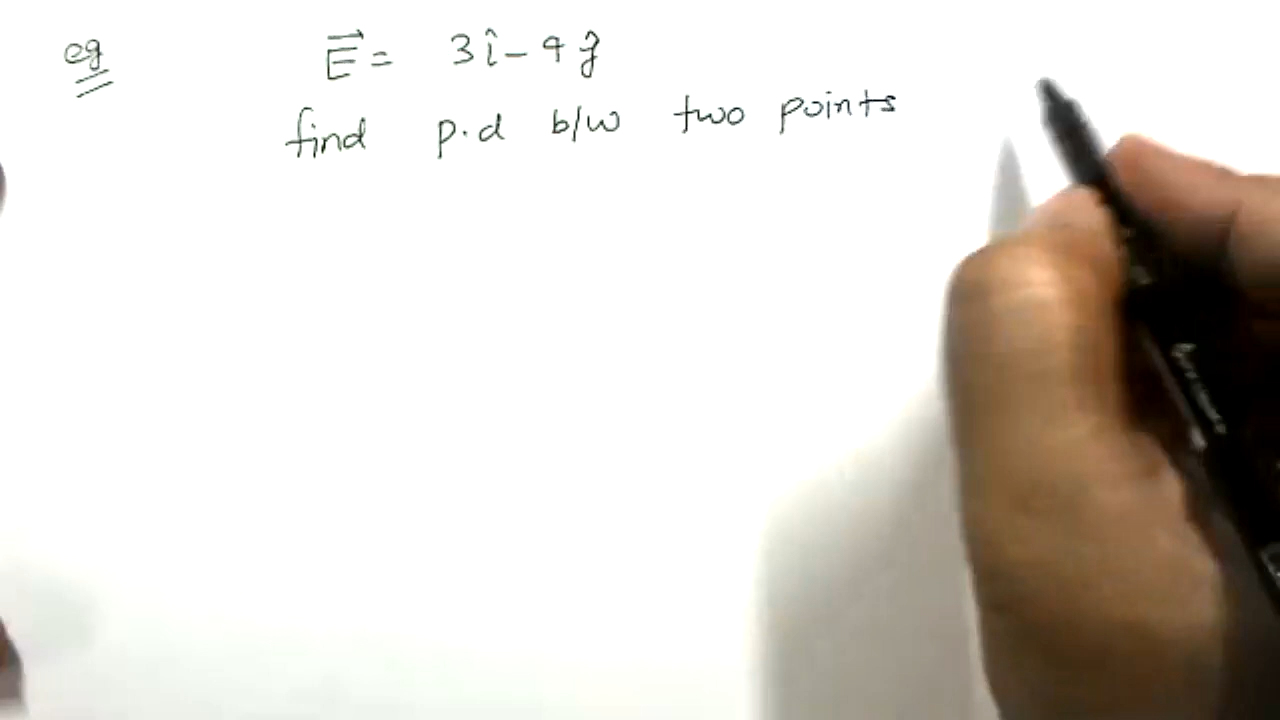 eg E⃗ = 3î - 4ĵ
find p.d b/w two points